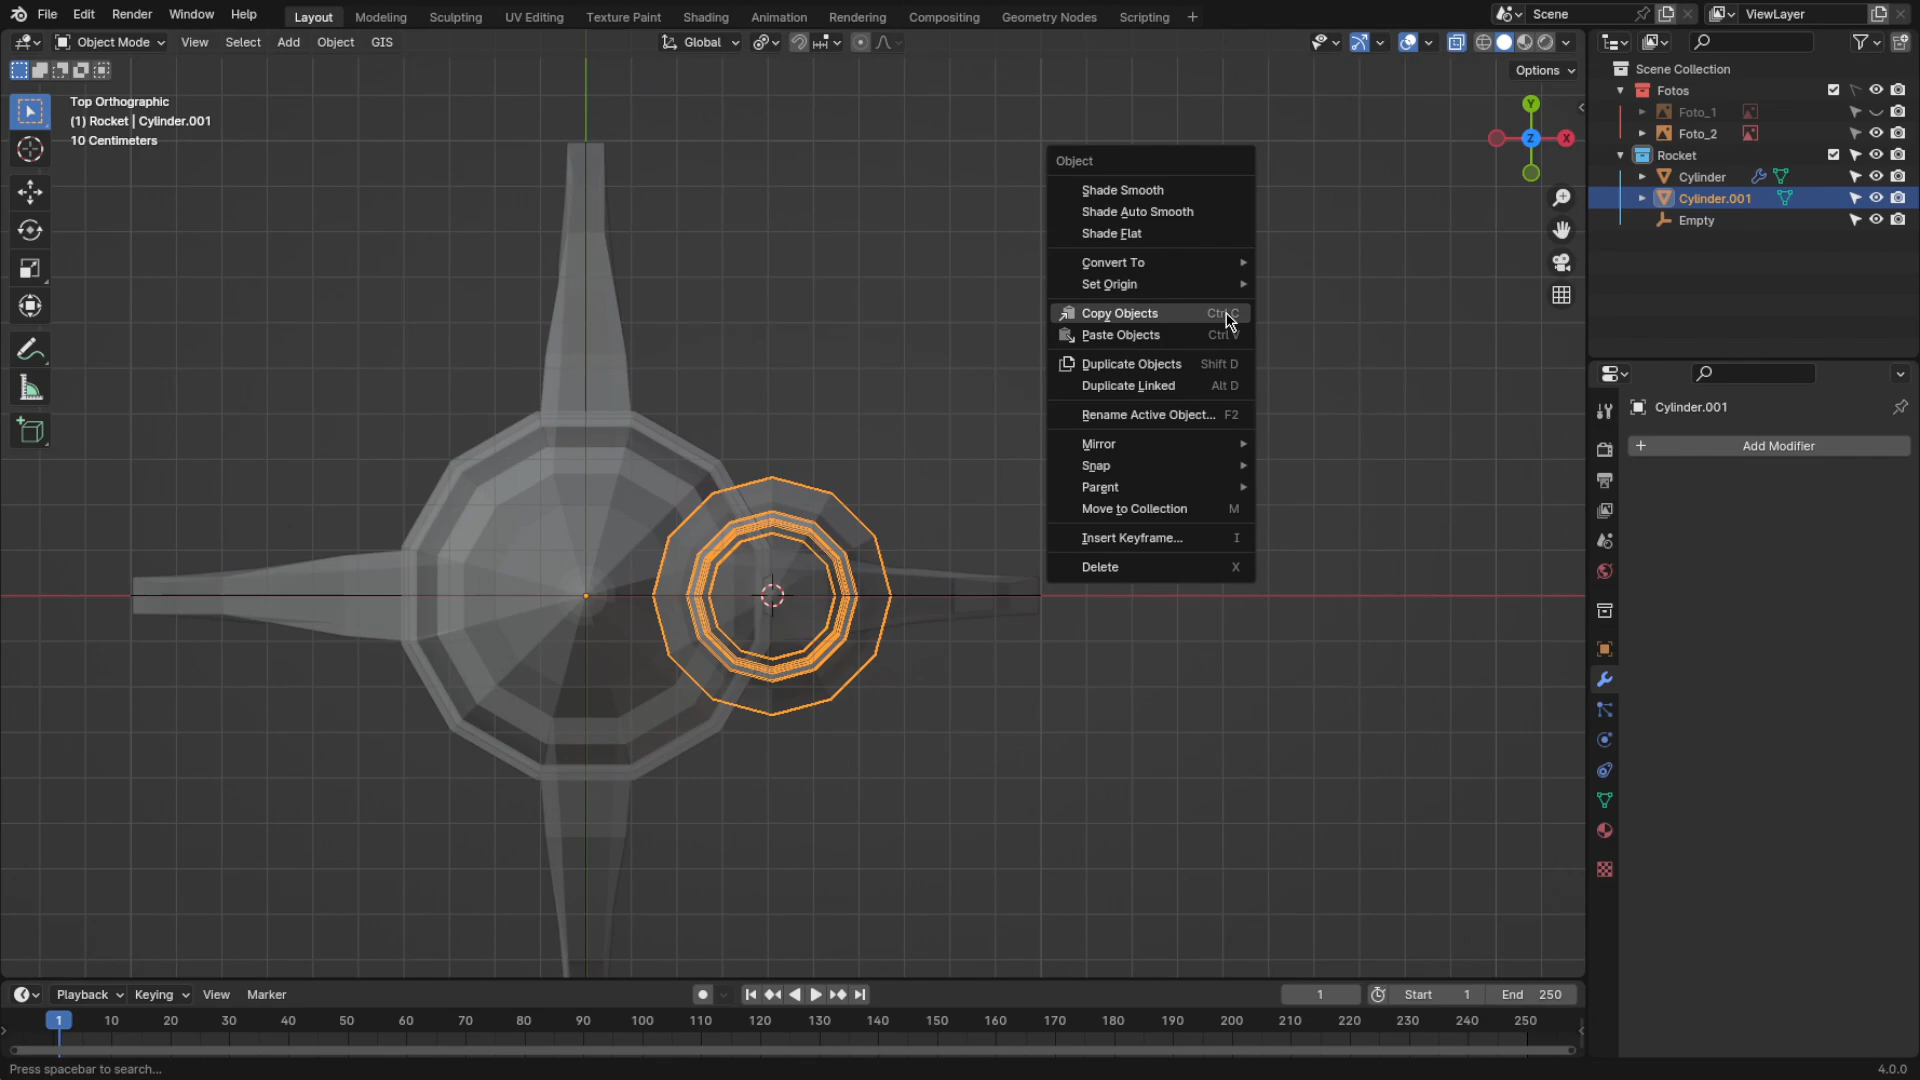 File Edit Render Window Help Layout Modeling Sculpting UV Editing Texture Paint Shading Animation Rendering Compositing Geometry Nodes Scripting + Scene ViewLayer
Object Mode View Select Add Object GIS Global
Options
Top Orthographic
(1) Rocket | Cylinder.001
10 Centimeters
Y
Z
X
Object
Shade Smooth
Shade Auto Smooth
Shade Flat
Convert To
Set Origin
Copy Objects Ctrl C
Paste Objects Ctrl V
Duplicate Objects Shift D
Duplicate Linked Alt D
Rename Active Object... F2
Mirror
Snap
Parent
Move to Collection M
Insert Keyframe... I
Delete X
Scene Collection
Fotos
Foto_1
Foto_2
Rocket
Cylinder
Cylinder.001
Empty
Cylinder.001
+ Add Modifier
Playback Keying View Marker 1 Start 1 End 250
1 10 20 30 40 50 60 70 80 90 100 110 120 130 140 150 160 170 180 190 200 210 220 230 240 250
Press spacebar to search...
4.0.0